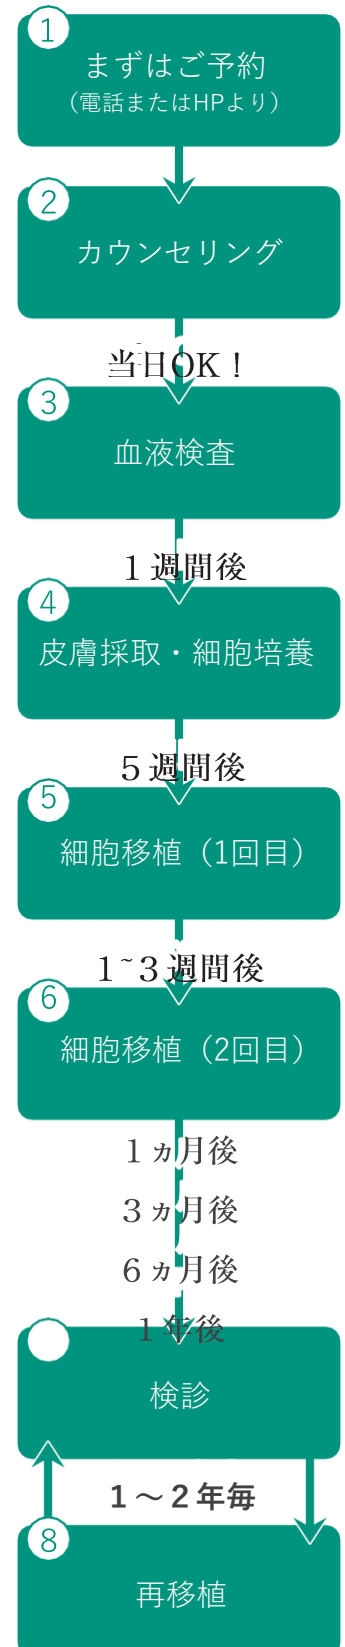 1
まずはご予約
（電話またはHPより）
2
カウンセリング
当日OK！
3
血液検査
１週間後
4
皮膚採取・細胞培養
５週間後
5
細胞移植（1回目）
１~３週間後
6
細胞移植（2回目）
１ヵ月後
３ヵ月後
６ヵ月後
１年後
検診
１～２年毎
8
再移植